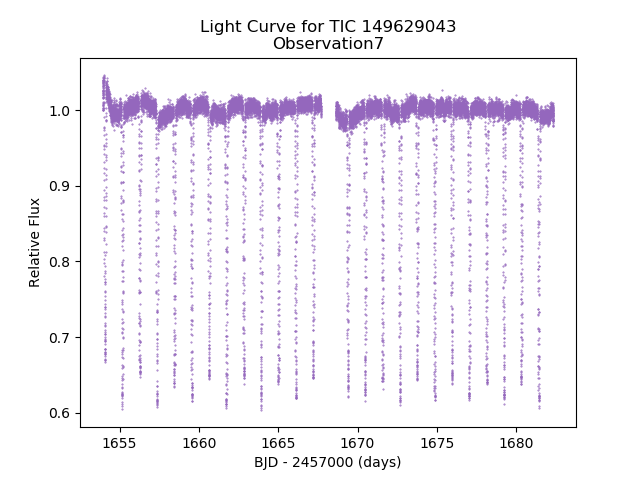 Light Curve for TIC 149629043
Observation7
1.0
0.9
0.8
0.7
0.6
Relative Flux
1655 1660 1665 1670 1675 1680
BJD - 2457000 (days)